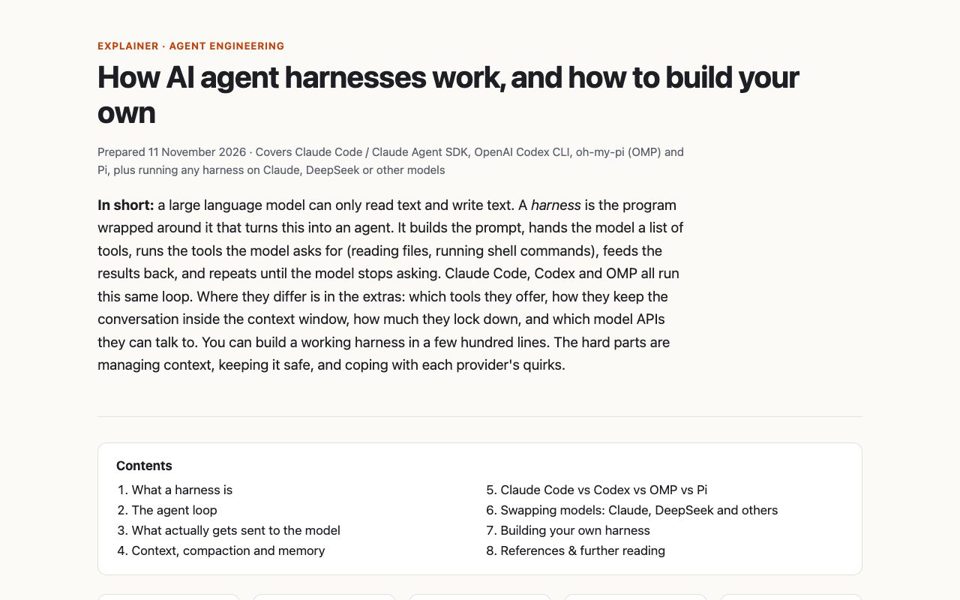 EXPLAINER · AGENT ENGINEERING
How AI agent harnesses work, and how to build your
own
Prepared 11 November 2026 · Covers Claude Code / Claude Agent SDK, OpenAI Codex CLI, oh-my-pi (OMP) and
Pi, plus running any harness on Claude, DeepSeek or other models
In short: a large language model can only read text and write text. A harness is the program
wrapped around it that turns this into an agent. It builds the prompt, hands the model a list of
tools, runs the tools the model asks for (reading files, running shell commands), feeds the
results back, and repeats until the model stops asking. Claude Code, Codex and OMP all run
this same loop. Where they differ is in the extras: which tools they offer, how they keep the
conversation inside the context window, how much they lock down, and which model APIs
they can talk to. You can build a working harness in a few hundred lines. The hard parts are
managing context, keeping it safe, and coping with each provider's quirks.
Contents
1. What a harness is
2. The agent loop
3. What actually gets sent to the model
4. Context, compaction and memory
5. Claude Code vs Codex vs OMP vs Pi
6. Swapping models: Claude, DeepSeek and others
7. Building your own harness
8. References & further reading